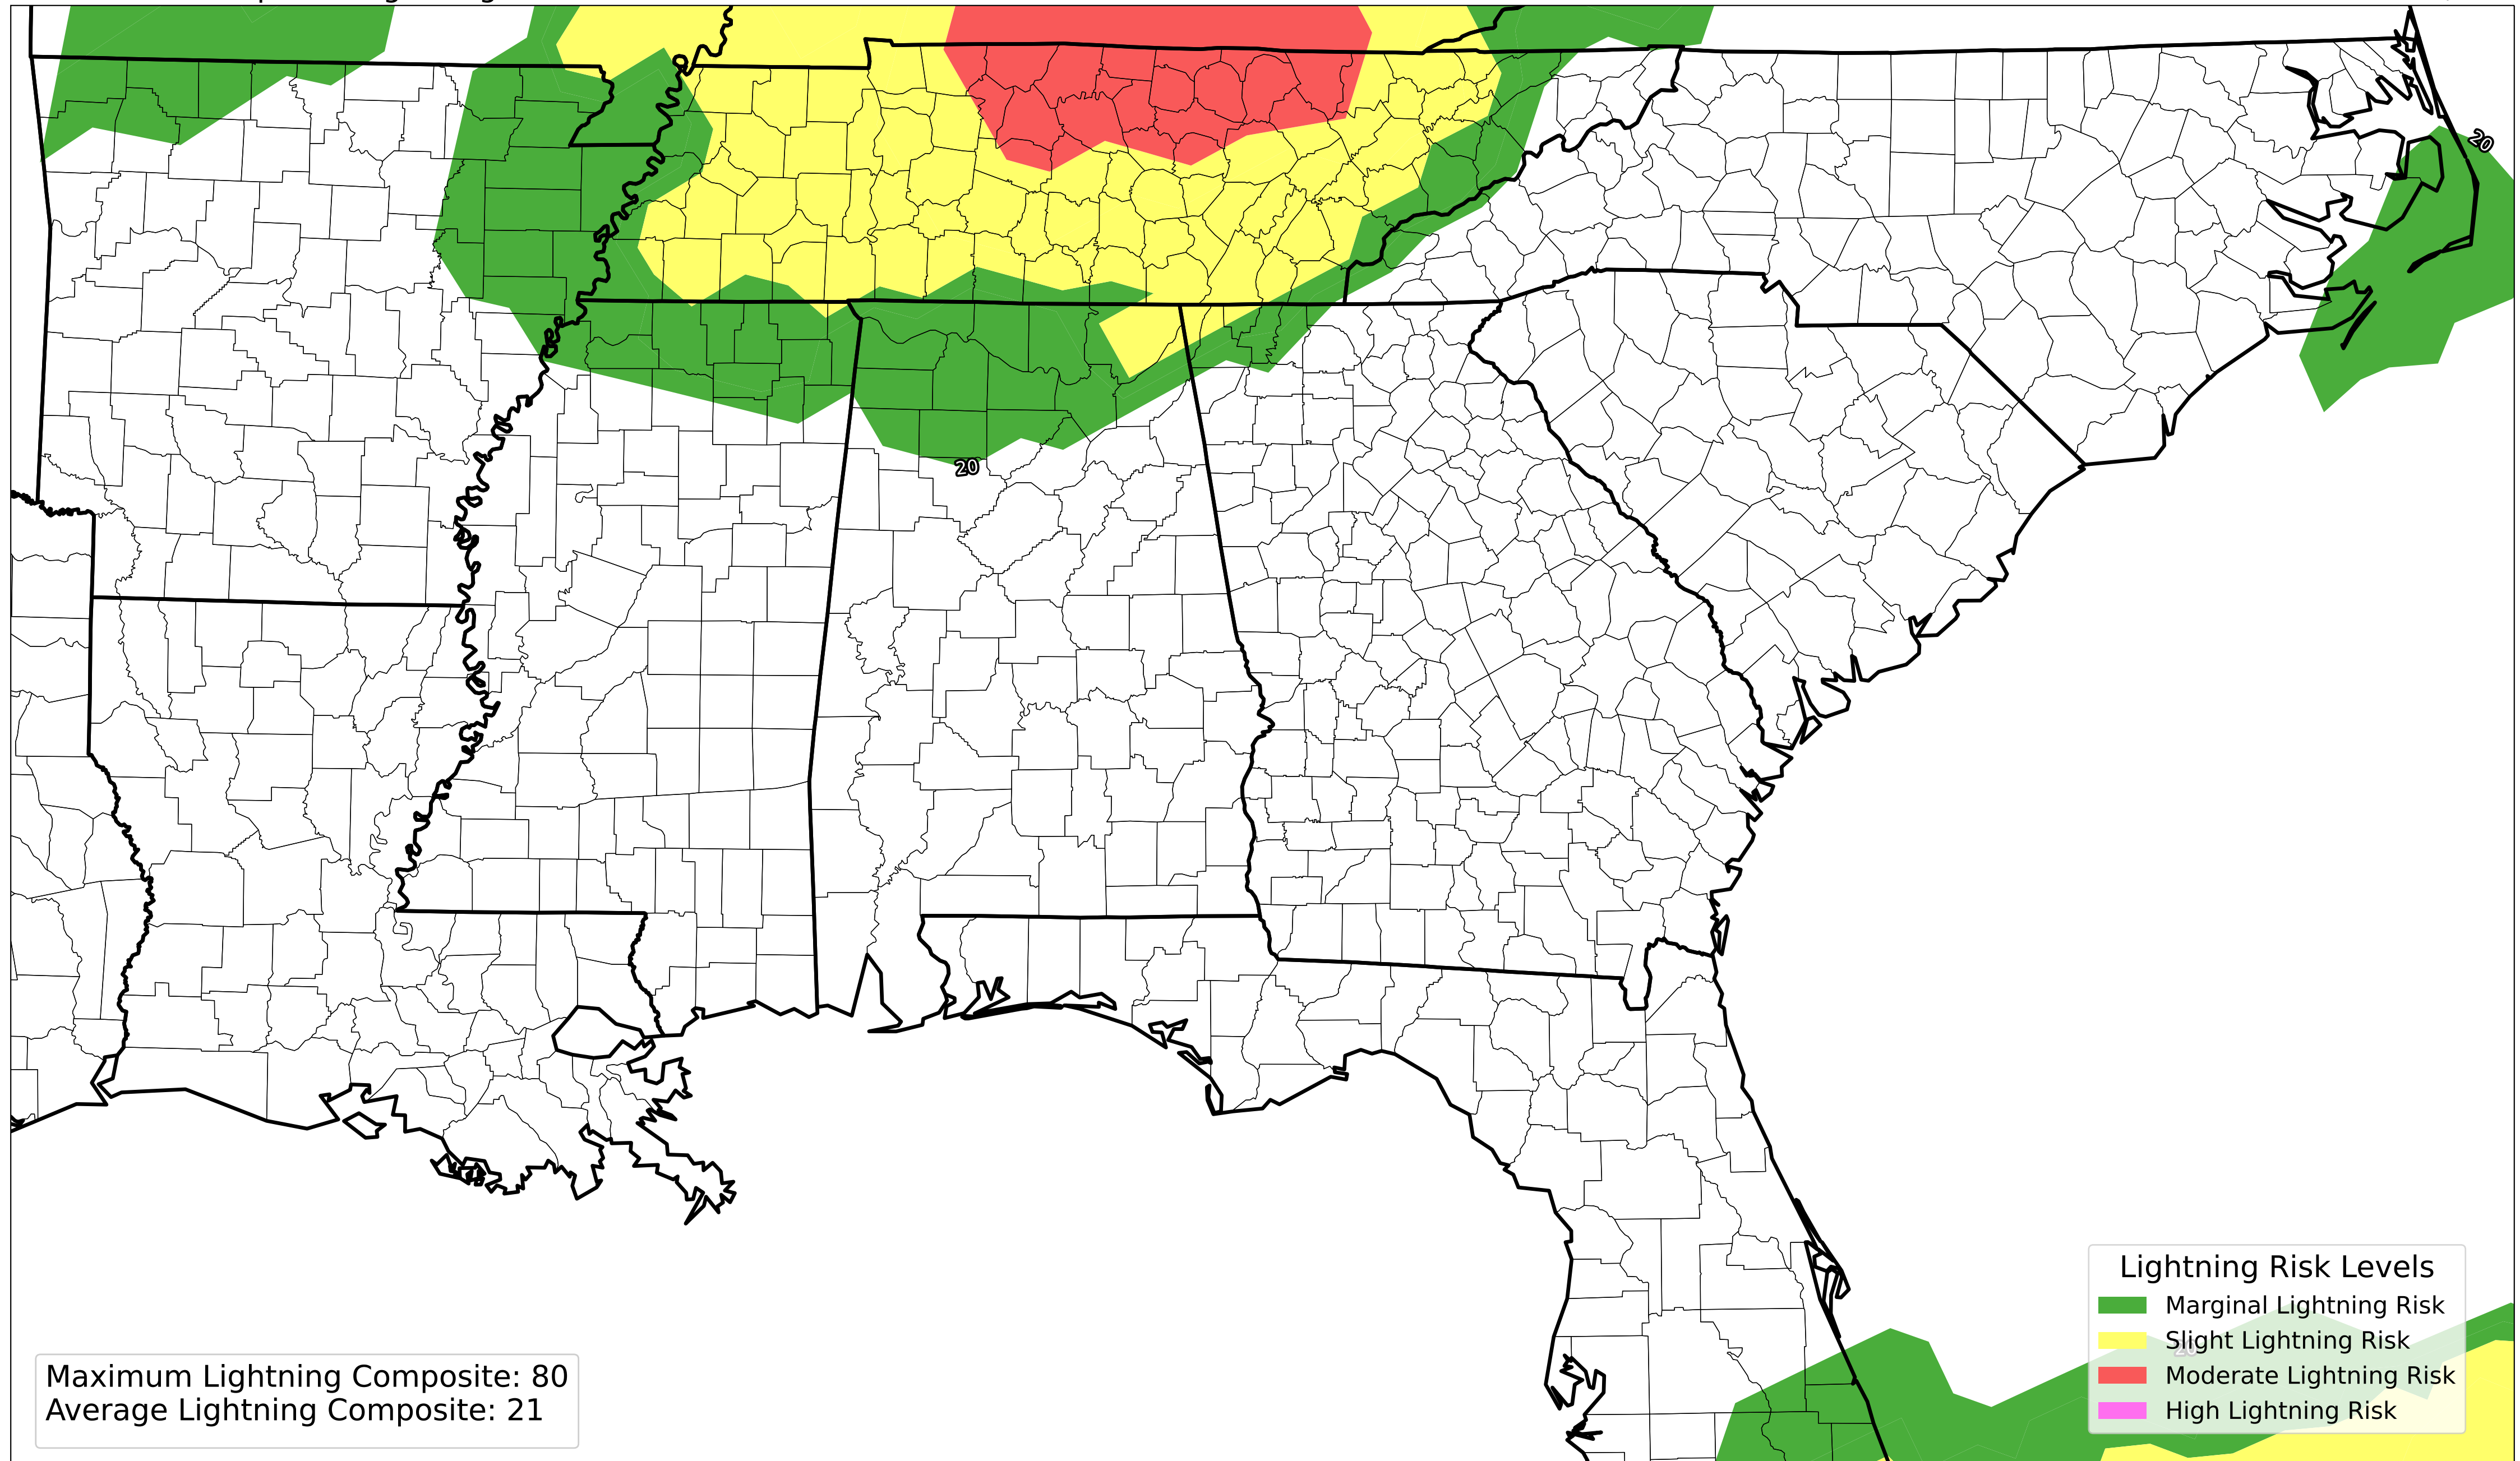 20
20
Lightning Risk Levels
Marginal Lightning Risk
Slight Lightning Risk
Moderate Lightning Risk
High Lightning Risk
Maximum Lightning Composite: 80
Average Lightning Composite: 21